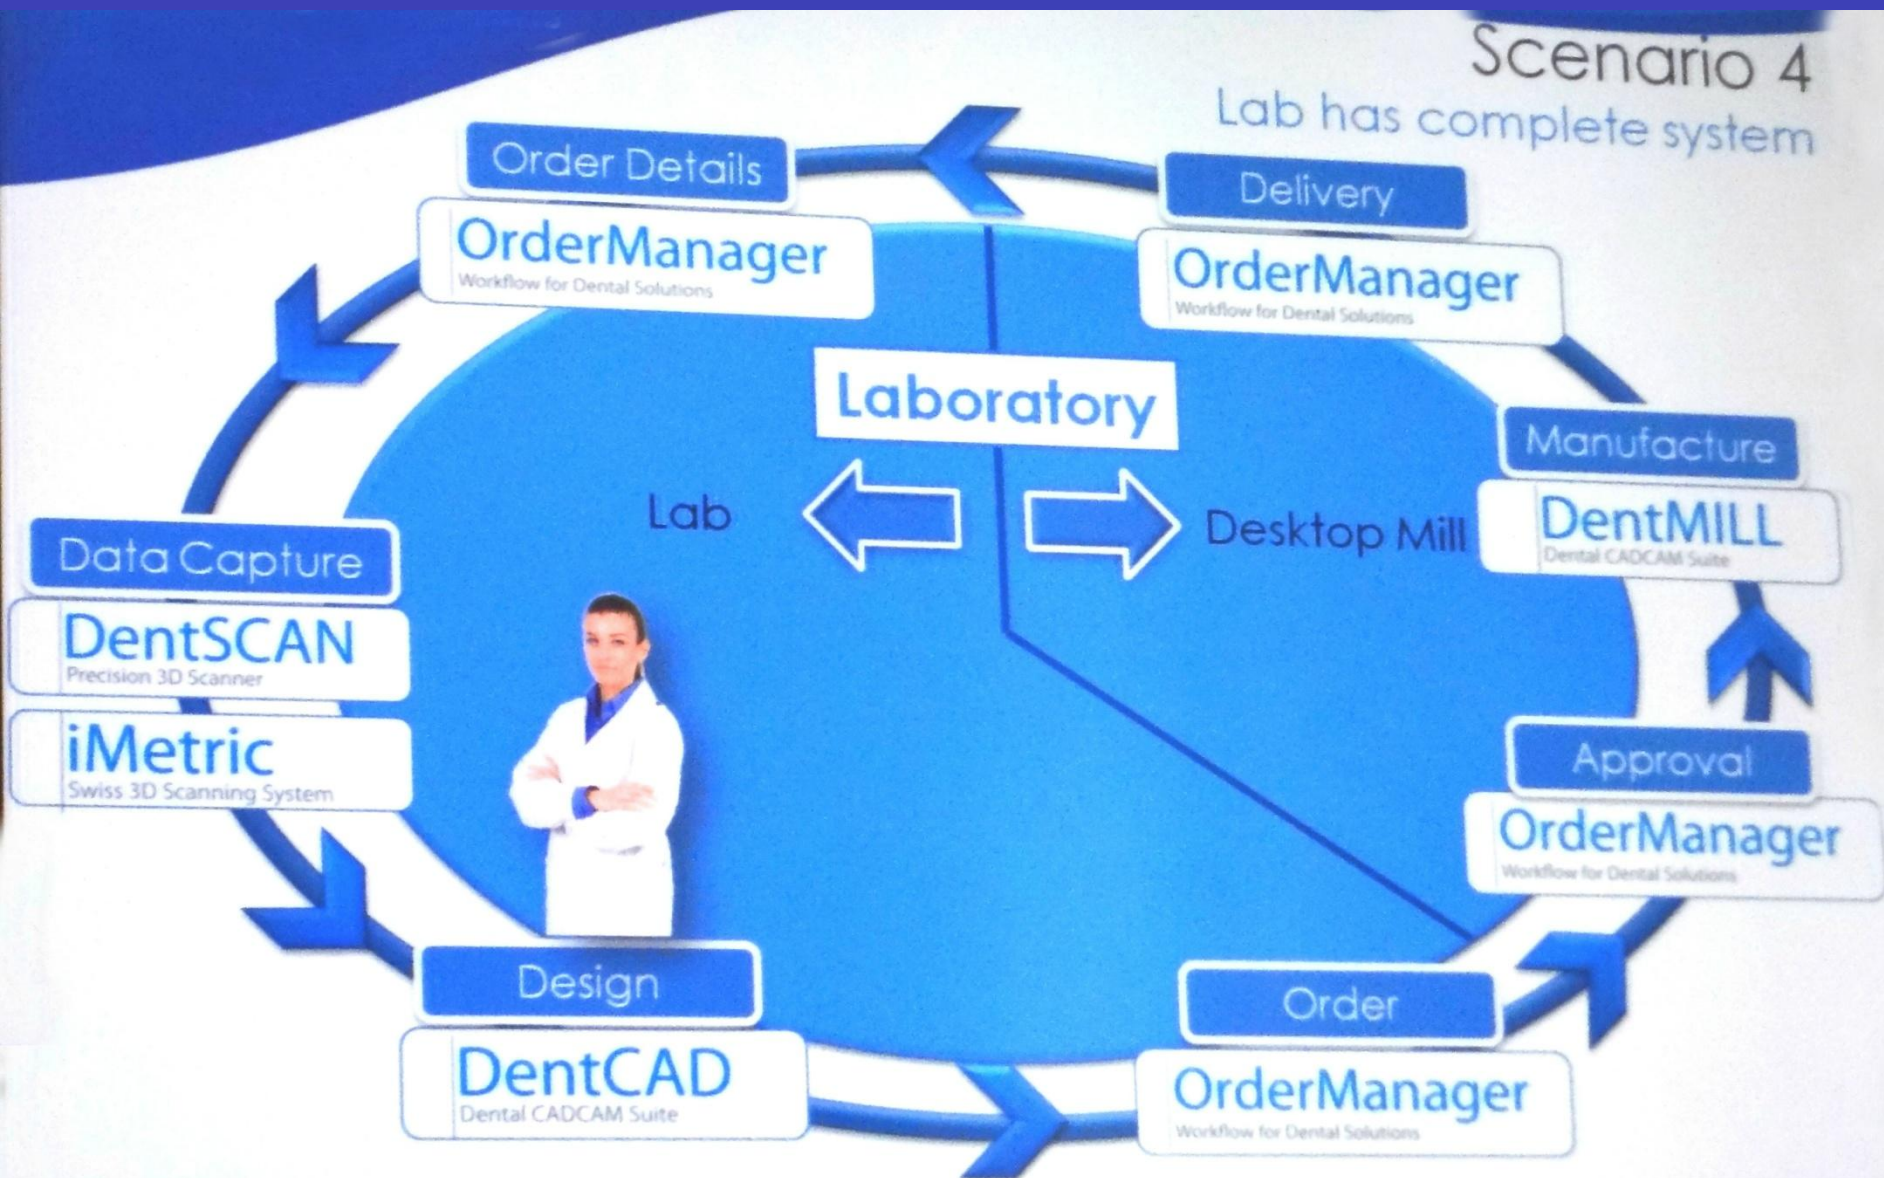 Scenario 4
Lab has complete system
Order Details
OrderManager
Workflow for Dental Solutions
Delivery
OrderManager
Workflow for Dental Solutions
Laboratory
Lab
Desktop Mill
Manufacture
DentMILL
Dental CADCAM Suite
Data Capture
DentSCAN
Precision 3D Scanner
iMetric
Swiss 3D Scanning System
Approval
OrderManager
Workflow for Dental Solutions
Design
DentCAD
Dental CADCAM Suite
Order
OrderManager
Workflow for Dental Solutions